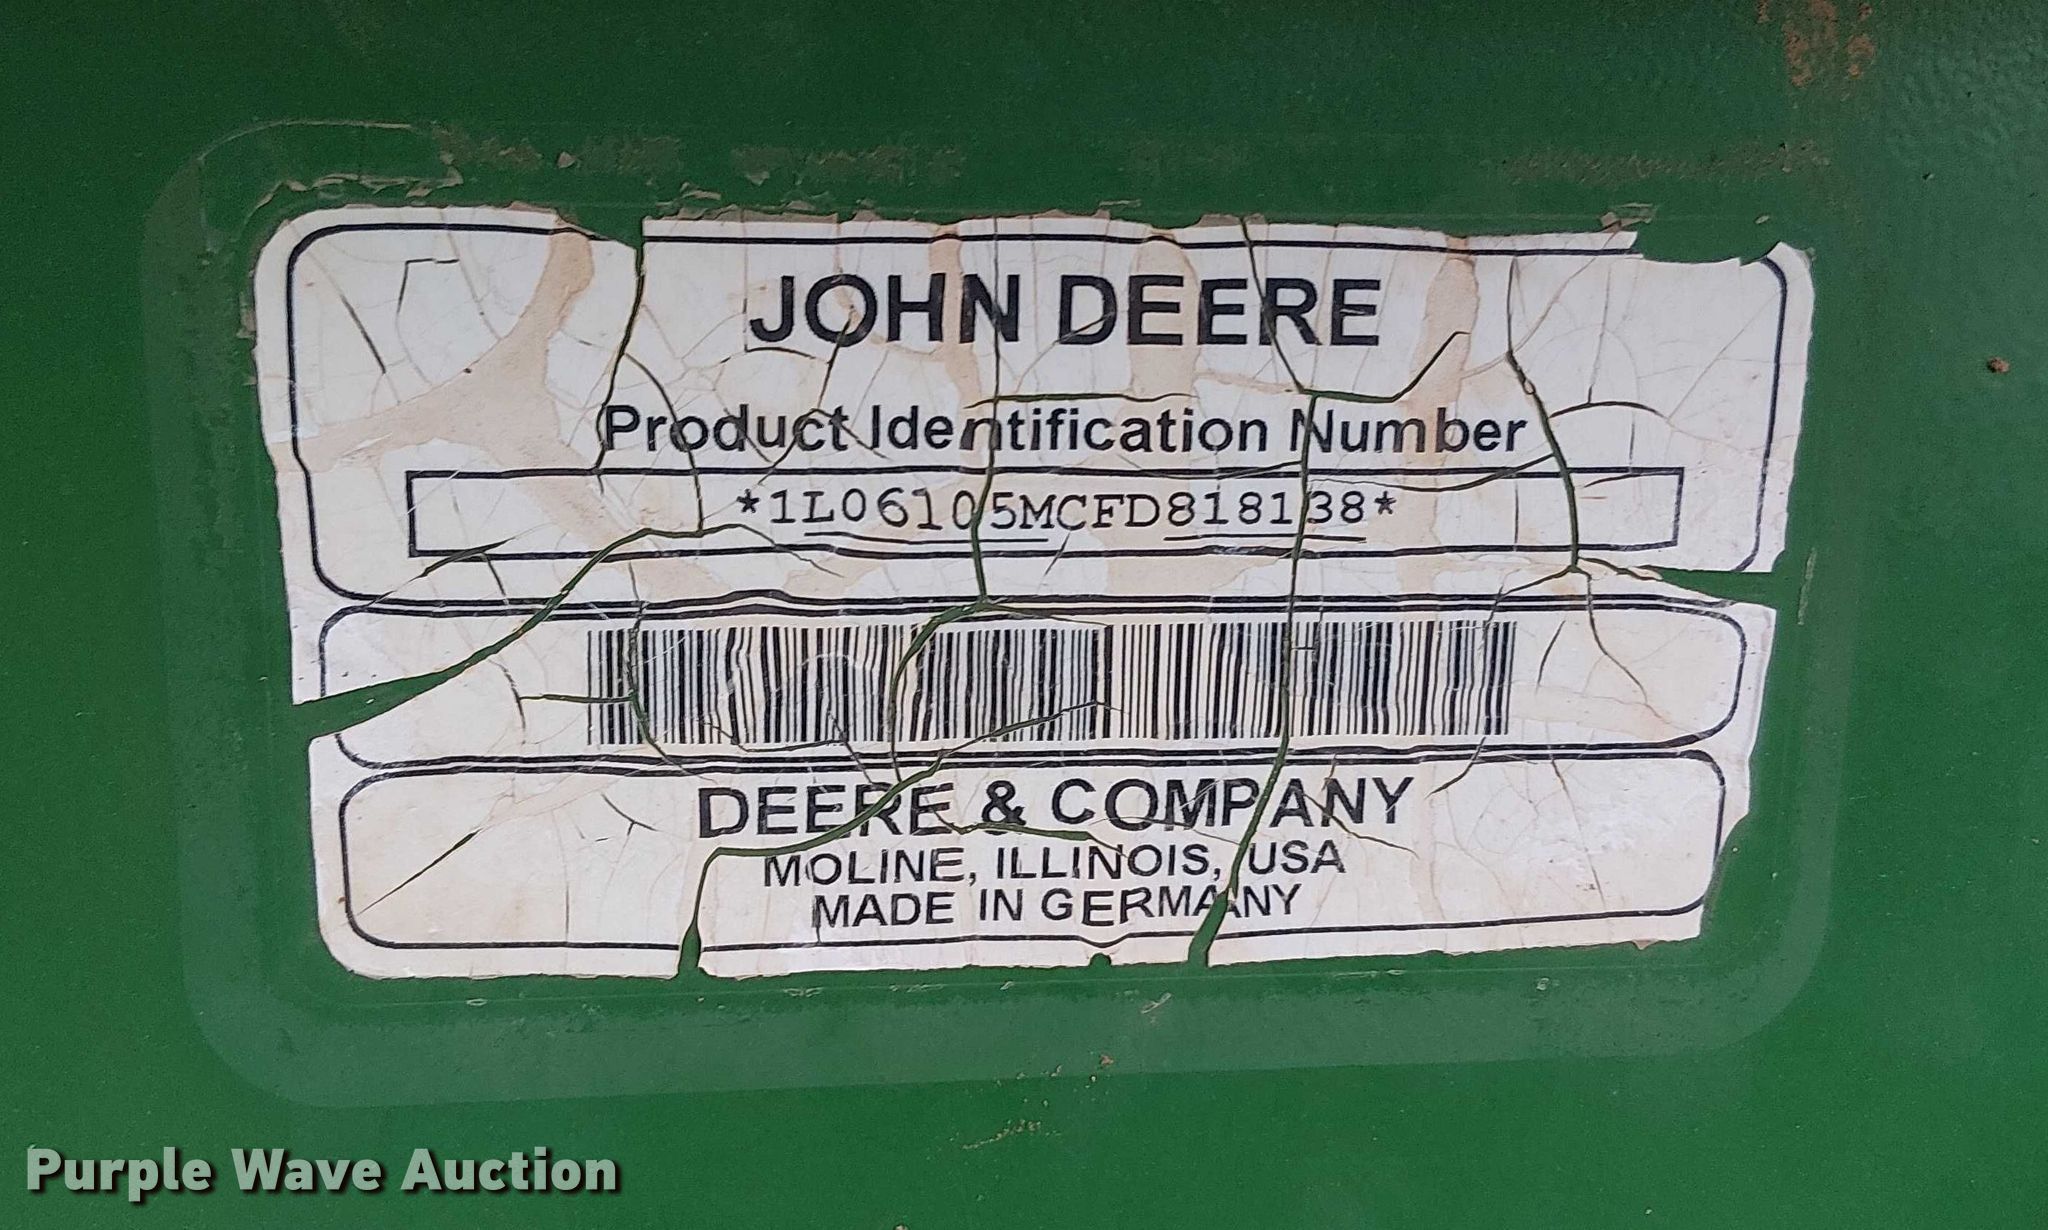 JOHN DEERE
Product Identification Number
*1L06105MCFD818138*
DEERE & COMPANY
MOLINE, ILLINOIS, USA
MADE IN GERMANY
Purple Wave Auction